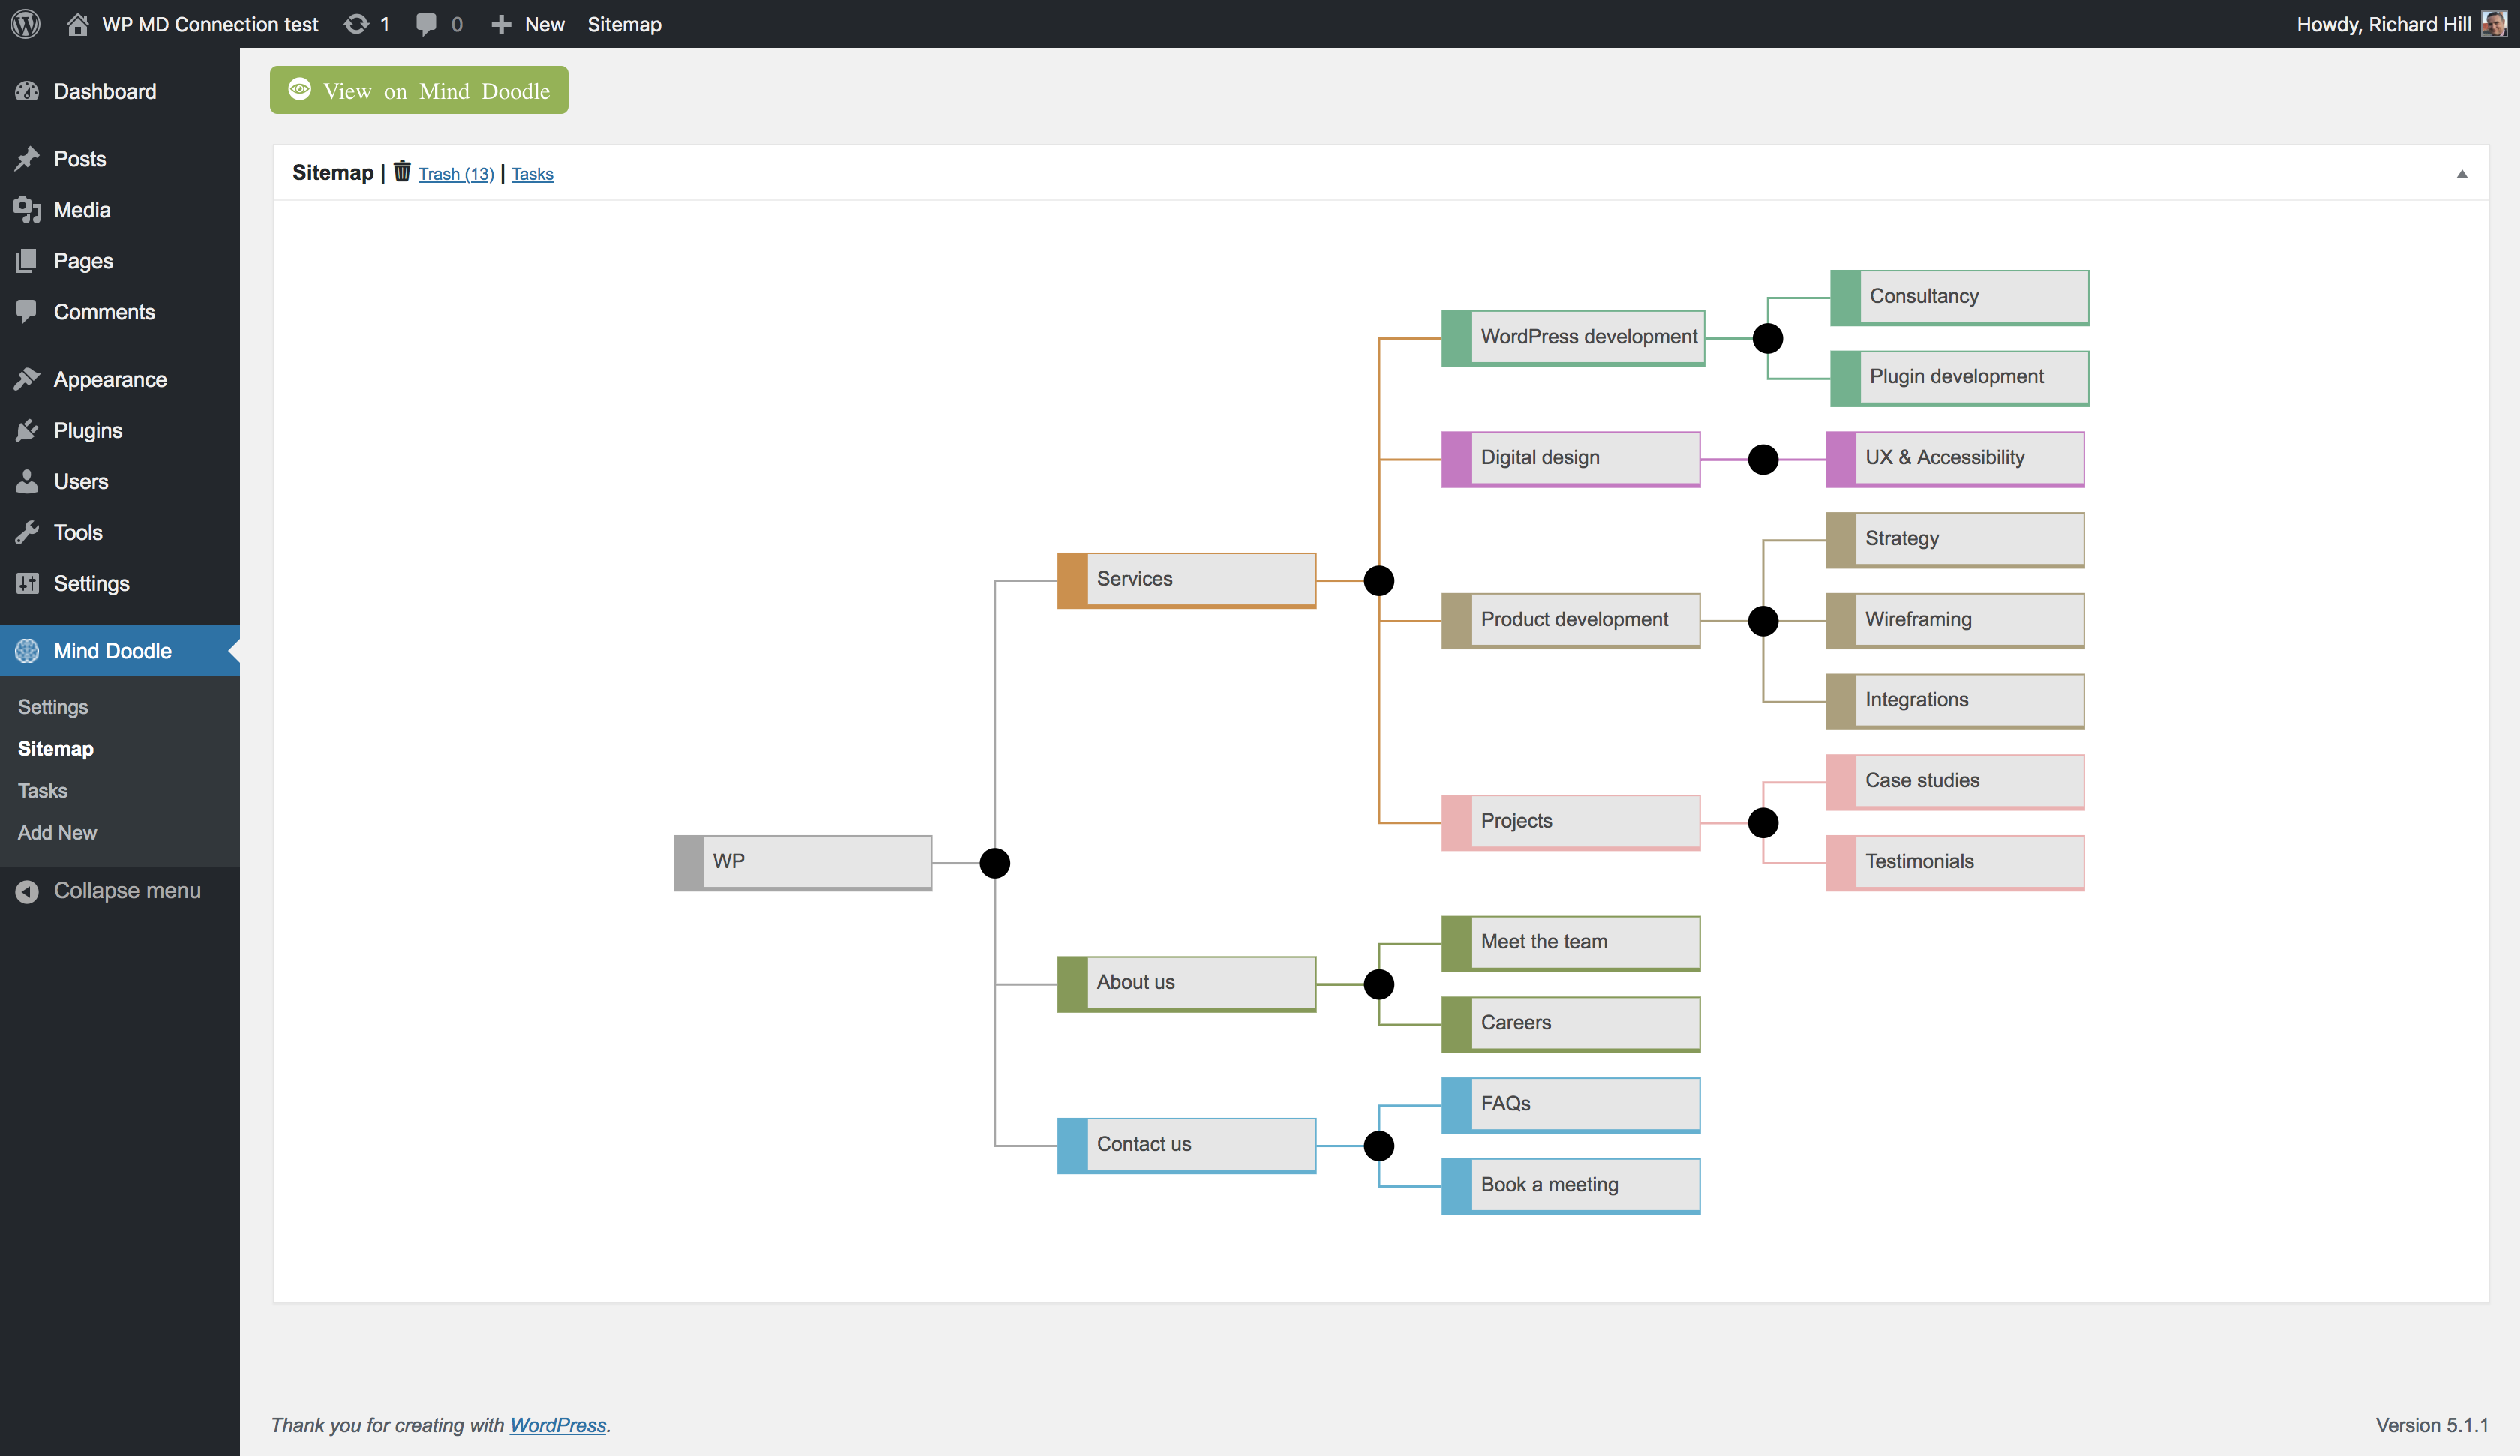 WP MD Connection test 1 0 New Sitemap Howdy, Richard Hill
Dashboard
Posts
Media
Pages
Comments
Appearance
Plugins
Users
Tools
Settings
Mind Doodle
Settings
Sitemap
Tasks
Add New
Collapse menu
View on Mind Doodle
Sitemap | Trash (13) | Tasks
WP
Services
WordPress development
Consultancy
Plugin development
Digital design
UX & Accessibility
Product development
Strategy
Wireframing
Integrations
Projects
Case studies
Testimonials
About us
Meet the team
Careers
Contact us
FAQs
Book a meeting
Thank you for creating with WordPress. Version 5.1.1